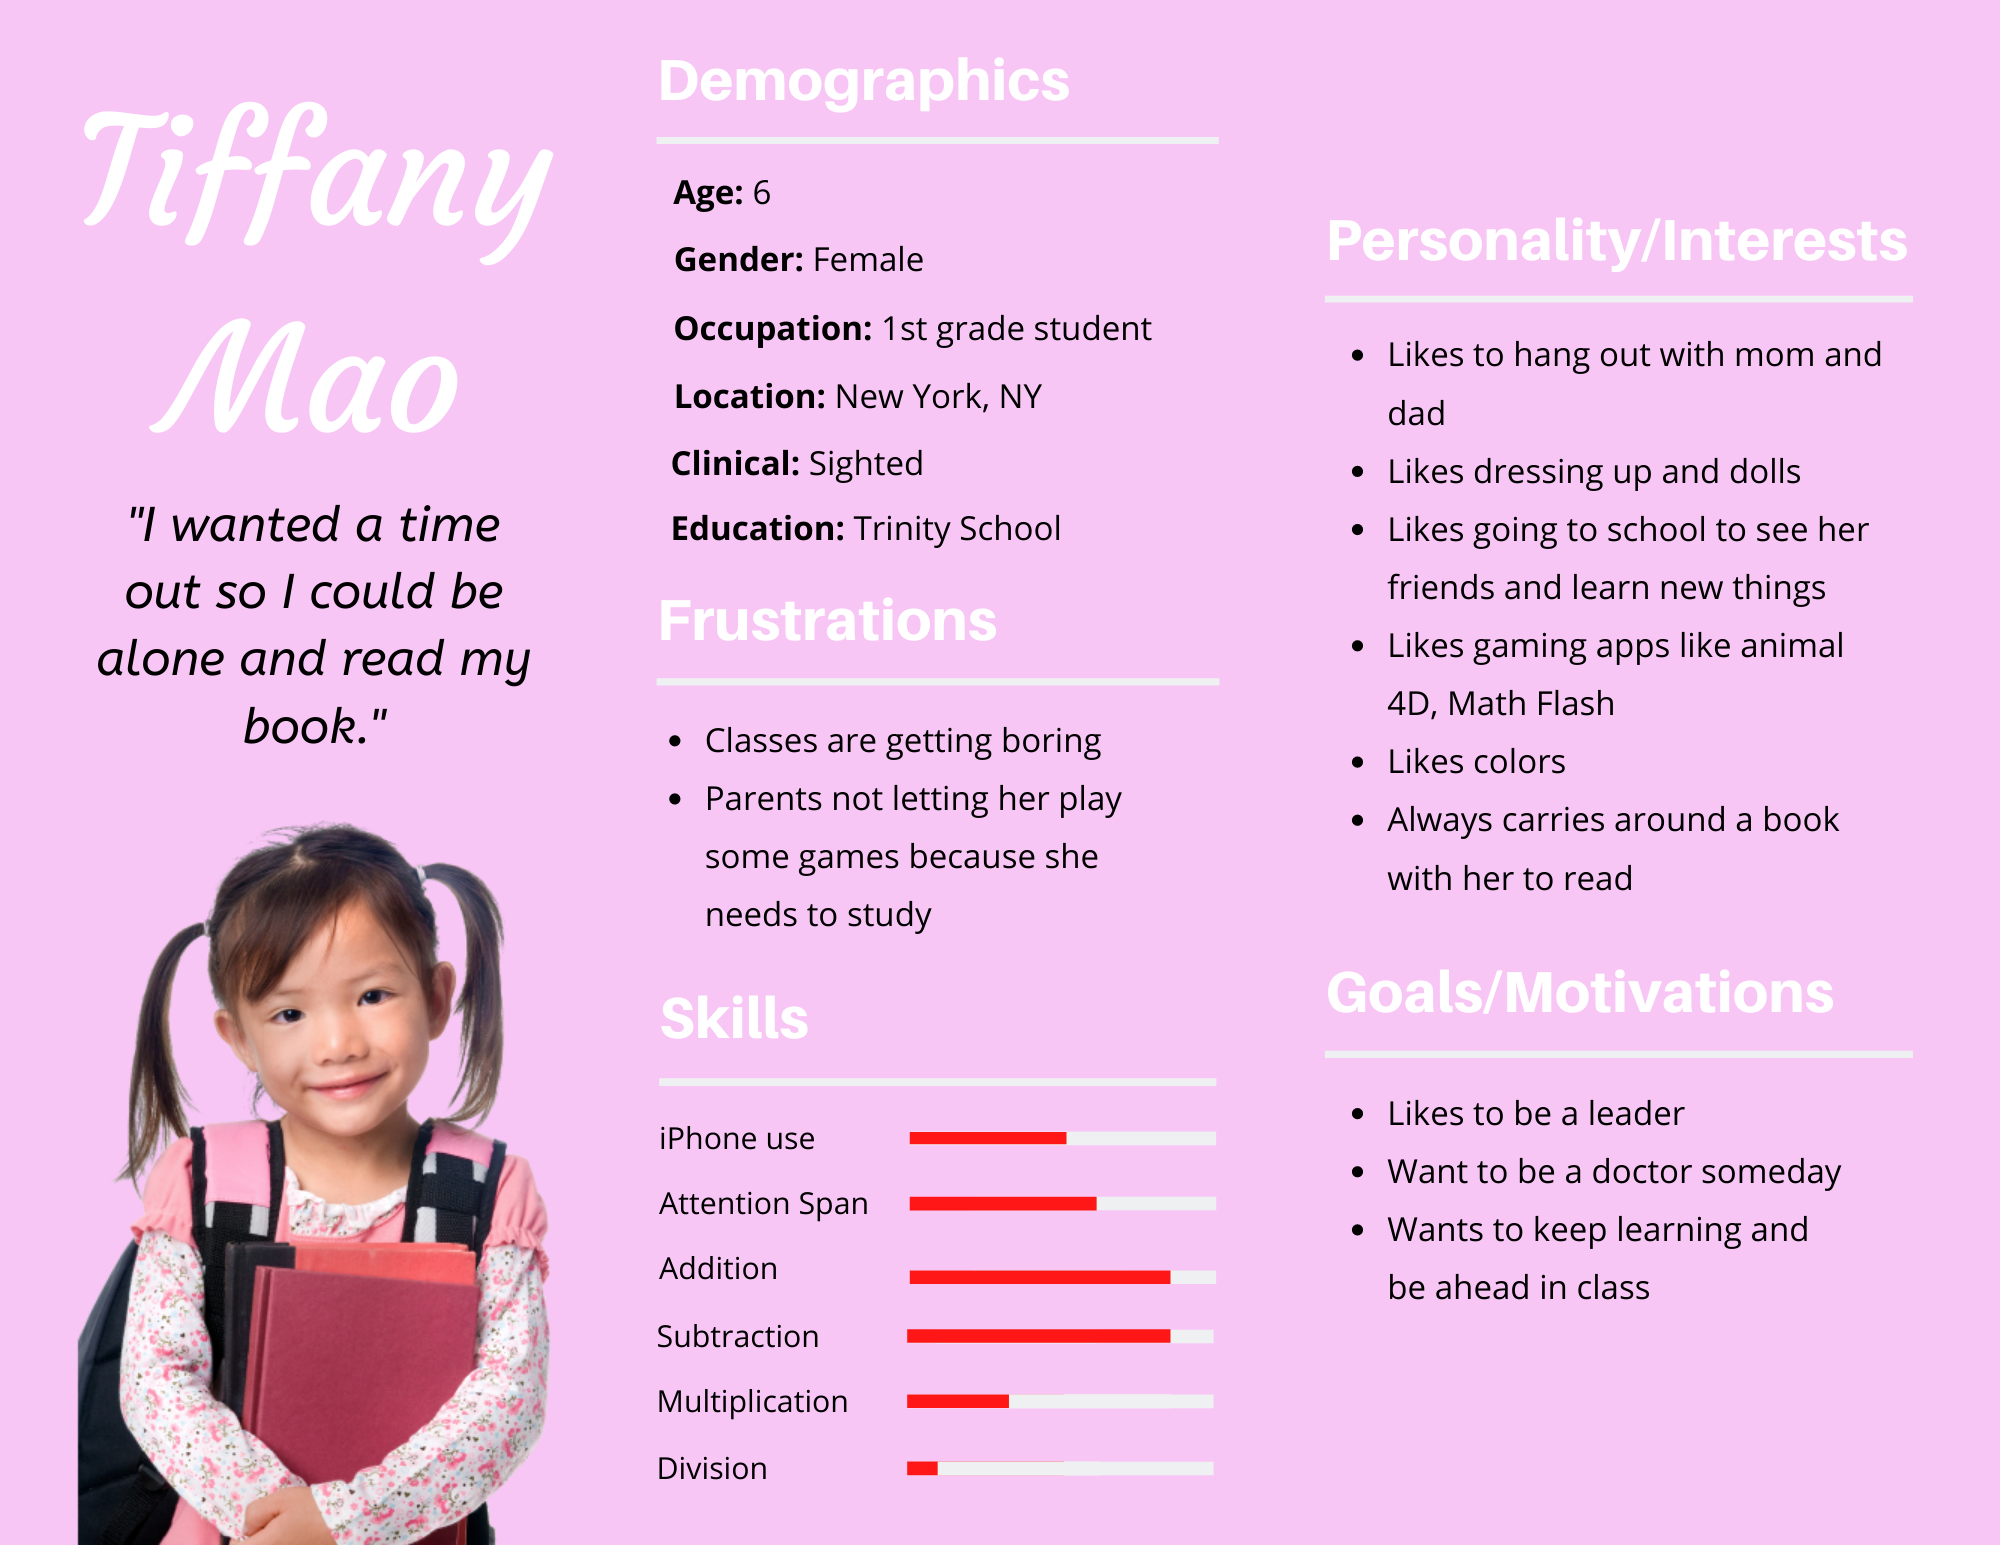 Tiffany
Mao
"I wanted a time
out so I could be
alone and read my
book."
Demographics
Age: 6
Gender: Female
Occupation: 1st grade student
Location: New York, NY
Clinical: Sighted
Education: Trinity School
Frustrations
• Classes are getting boring
• Parents not letting her play
some games because she
needs to study
Skills
iPhone use
Attention Span
Addition
Subtraction
Multiplication
Division
Personality/Interests
• Likes to hang out with mom and
dad
• Likes dressing up and dolls
• Likes going to school to see her
friends and learn new things
• Likes gaming apps like animal
4D, Math Flash
• Likes colors
• Always carries around a book
with her to read
Goals/Motivations
• Likes to be a leader
• Want to be a doctor someday
• Wants to keep learning and
be ahead in class